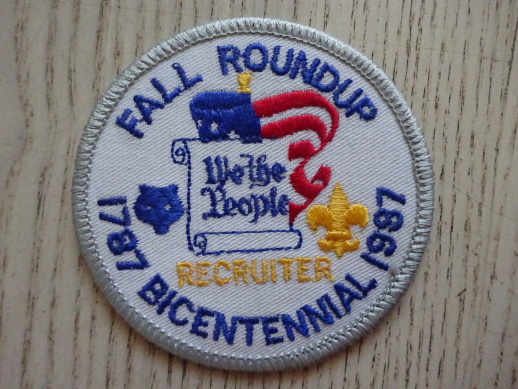 FALL ROUNDUP
We the
People
RECRUITER
1787 BICENTENNIAL 1987